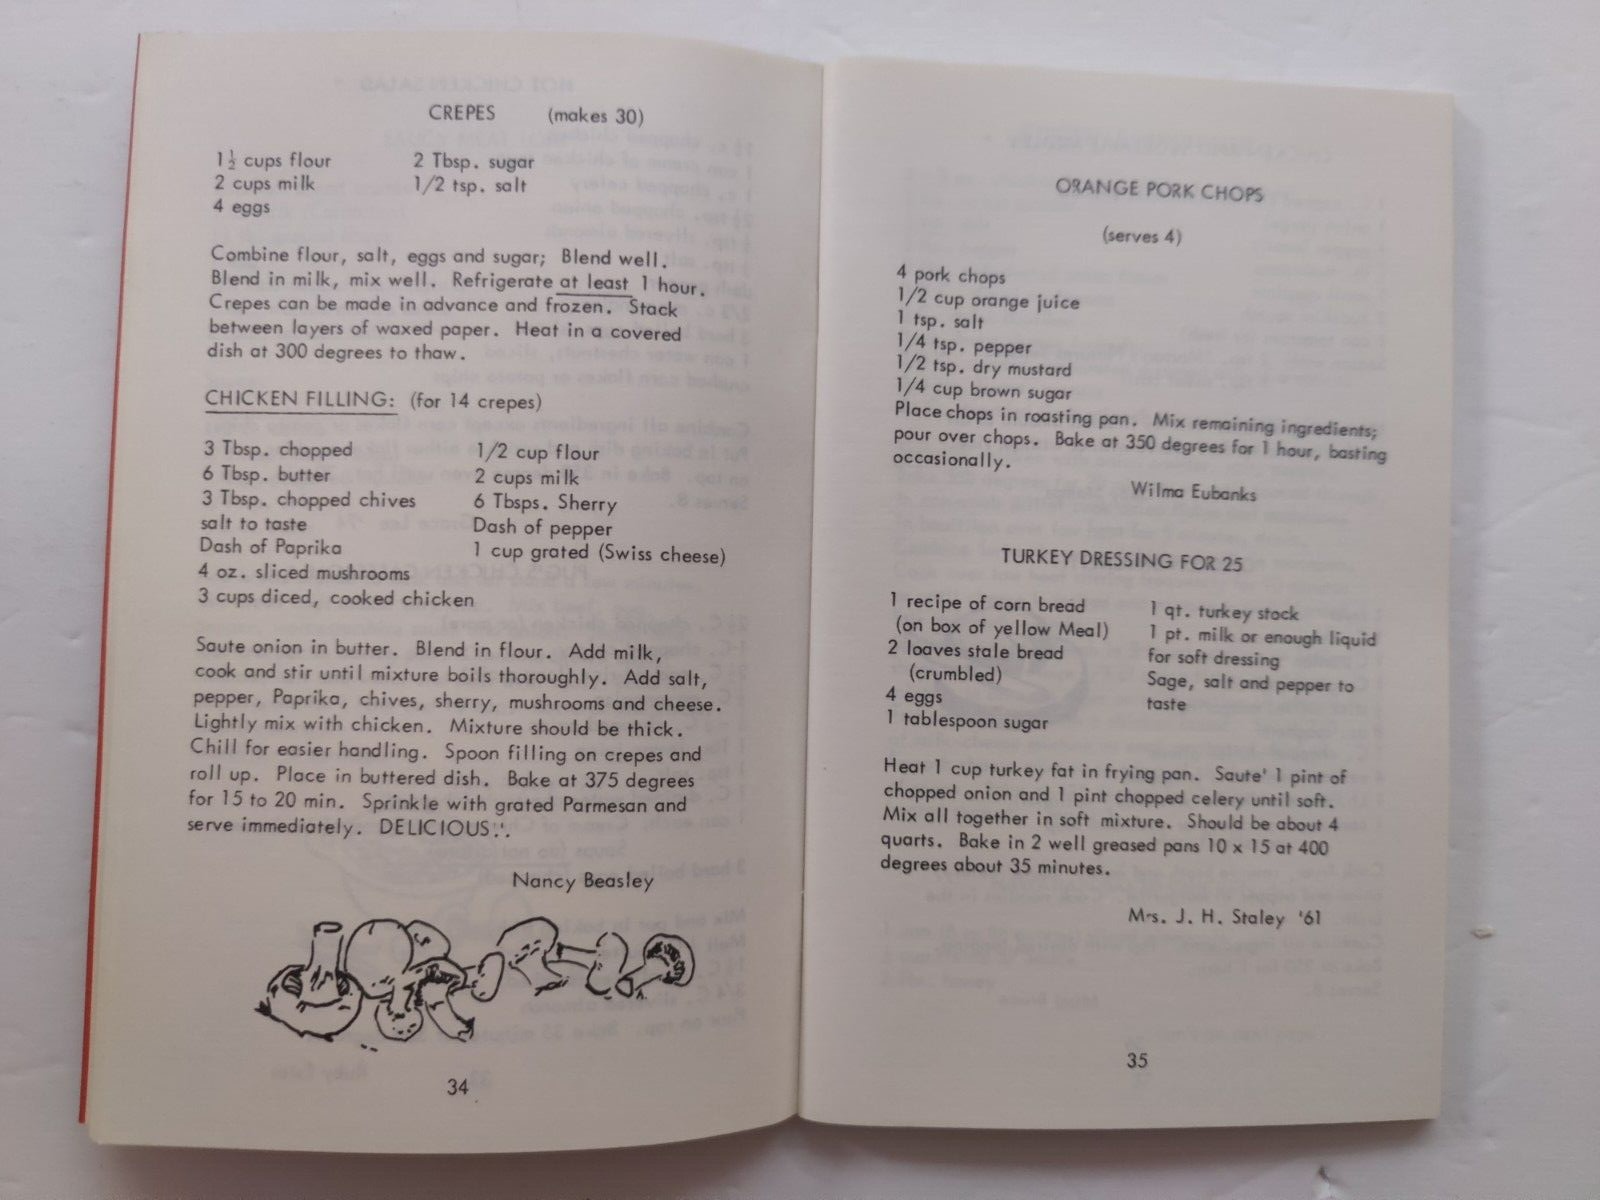 CREPES (makes 30)
1½ cups flour 2 Tbsp. sugar
2 cups milk 1/2 tsp. salt
4 eggs
Combine flour, salt, eggs and sugar; Blend well.
Blend in milk, mix well. Refrigerate at least 1 hour.
Crepes can be made in advance and frozen. Stack
between layers of waxed paper. Heat in a covered
dish at 300 degrees to thaw.
CHICKEN FILLING: (for 14 crepes)
3 Tbsp. chopped 1/2 cup flour
6 Tbsp. butter 2 cups milk
3 Tbsp. chopped chives 6 Tbsps. Sherry
salt to taste Dash of pepper
Dash of Paprika 1 cup grated (Swiss cheese)
4 oz. sliced mushrooms
3 cups diced, cooked chicken
Saute onion in butter. Blend in flour. Add milk,
cook and stir until mixture boils thoroughly. Add salt,
pepper, Paprika, chives, sherry, mushrooms and cheese.
Lightly mix with chicken. Mixture should be thick.
Chill for easier handling. Spoon filling on crepes and
roll up. Place in buttered dish. Bake at 375 degrees
for 15 to 20 min. Sprinkle with grated Parmesan and
serve immediately. DELICIOUS!.
Nancy Beasley
34
ORANGE PORK CHOPS
(serves 4)
4 pork chops
1/2 cup orange juice
1 tsp. salt
1/4 tsp. pepper
1/2 tsp. dry mustard
1/4 cup brown sugar
Place chops in roasting pan. Mix remaining ingredients;
pour over chops. Bake at 350 degrees for 1 hour, basting
occasionally.
Wilma Eubanks
TURKEY DRESSING FOR 25
1 recipe of corn bread 1 qt. turkey stock
(on box of yellow Meal) 1 pt. milk or enough liquid
2 loaves stale bread for soft dressing
(crumbled) Sage, salt and pepper to
4 eggs taste
1 tablespoon sugar
Heat 1 cup turkey fat in frying pan. Saute' 1 pint of
chopped onion and 1 pint chopped celery until soft.
Mix all together in soft mixture. Should be about 4
quarts. Bake in 2 well greased pans 10 x 15 at 400
degrees about 35 minutes.
Mrs. J. H. Staley '61
35